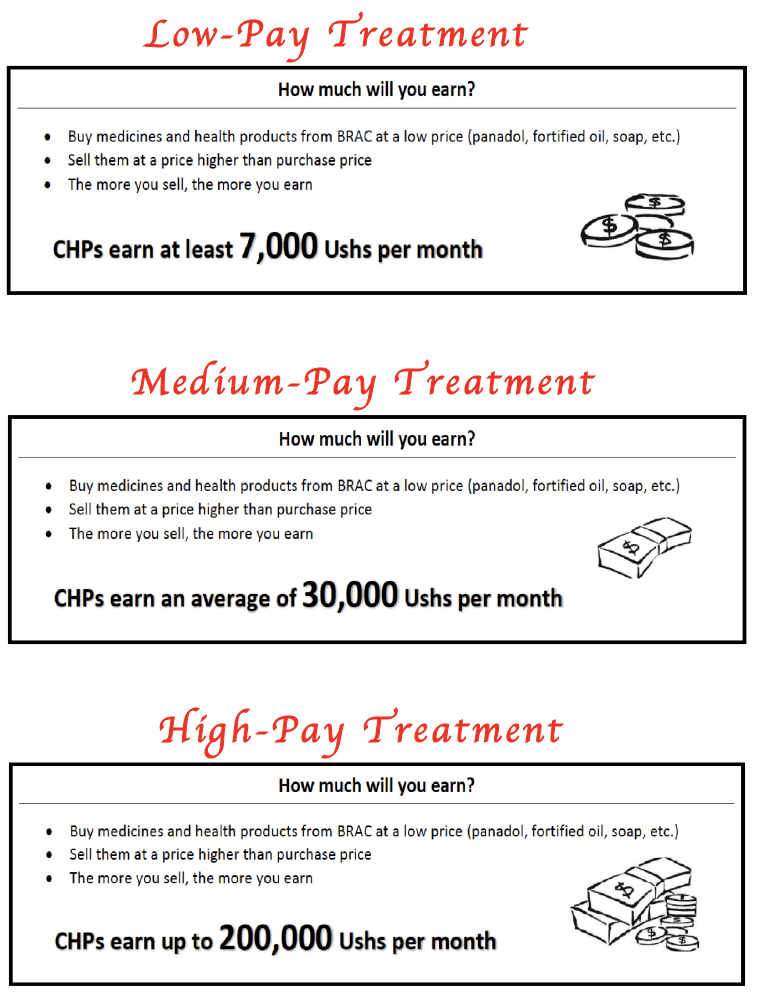 Low-Pay Treatment
How much will you earn?
• Buy medicines and health products from BRAC at a low price (panadol, fortified oil, soap, etc.)
• Sell them at a price higher than purchase price
• The more you sell, the more you earn
$
$
$
CHPs earn at least 7,000 Ushs per month
Medium-Pay Treatment
How much will you earn?
• Buy medicines and health products from BRAC at a low price (panadol, fortified oil, soap, etc.)
• Sell them at a price higher than purchase price
• The more you sell, the more you earn
$
CHPs earn an average of 30,000 Ushs per month
High-Pay Treatment
How much will you earn?
• Buy medicines and health products from BRAC at a low price (panadol, fortified oil, soap, etc.)
• Sell them at a price higher than purchase price
• The more you sell, the more you earn
$
$
$
$
CHPs earn up to 200,000 Ushs per month